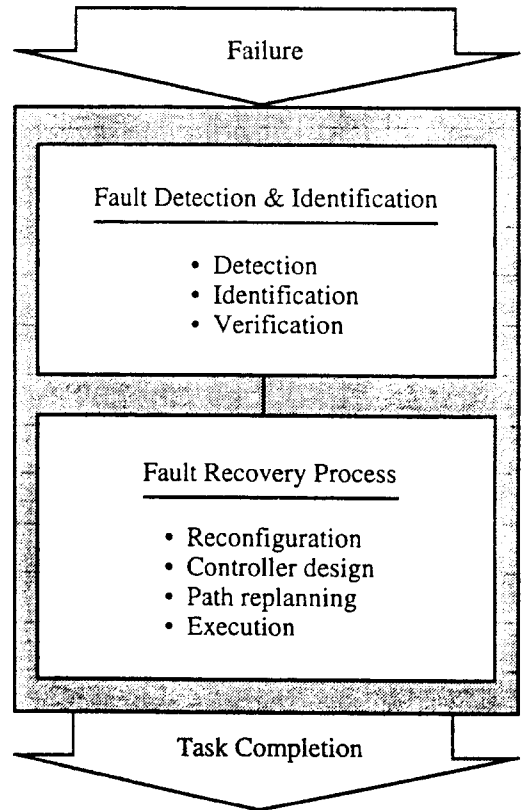 Failure
Fault Detection & Identification
• Detection
• Identification
• Verification
Fault Recovery Process
• Reconfiguration
• Controller design
• Path replanning
• Execution
Task Completion